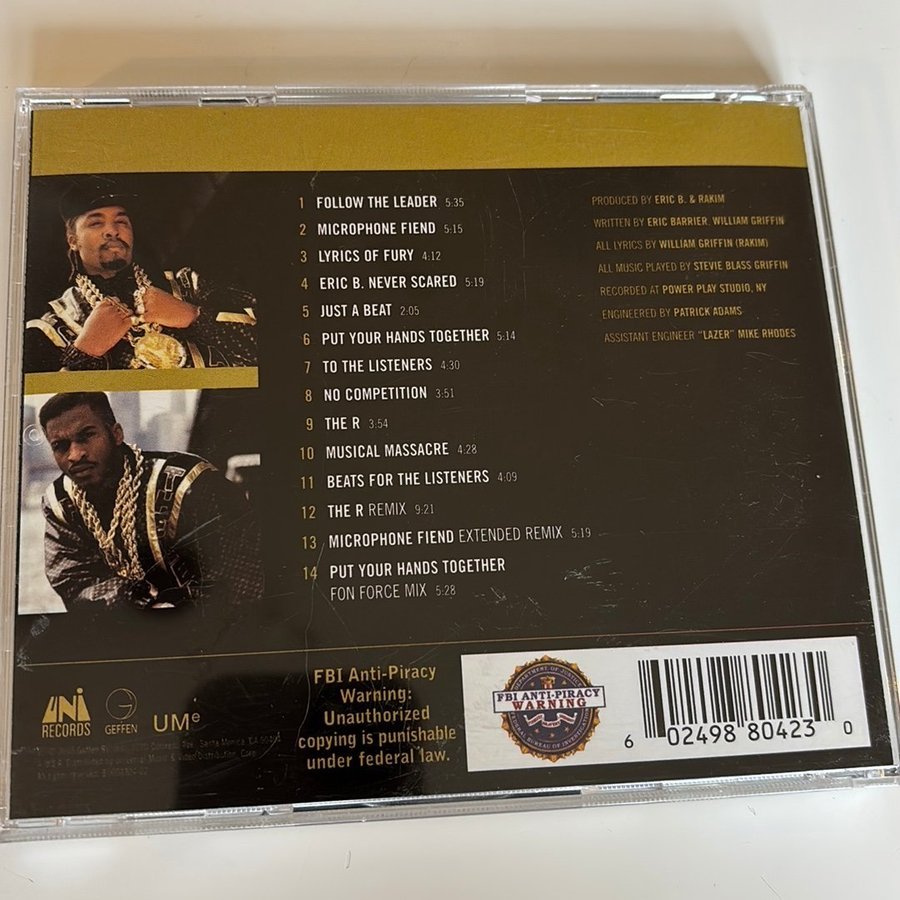 1 FOLLOW THE LEADER 5:35
2 MICROPHONE FIEND 5:15
3 LYRICS OF FURY 4:12
4 ERIC B. NEVER SCARED 5:19
5 JUST A BEAT 2:05
6 PUT YOUR HANDS TOGETHER 5:14
7 TO THE LISTENERS 4:30
8 NO COMPETITION 3:51
9 THE R 3:54
10 MUSICAL MASSACRE 4:28
11 BEATS FOR THE LISTENERS 4:09
12 THE R REMIX 9:21
13 MICROPHONE FIEND EXTENDED REMIX 5:19
14 PUT YOUR HANDS TOGETHER
FON FORCE MIX 5:28
PRODUCED BY ERIC B. & RAKIM
WRITTEN BY ERIC BARRIER, WILLIAM GRIFFIN
ALL LYRICS BY WILLIAM GRIFFIN (RAKIM)
ALL MUSIC PLAYED BY STEVIE BLASS GRIFFIN
RECORDED AT POWER PLAY STUDIO, NY
ENGINEERED BY PATRICK ADAMS
ASSISTANT ENGINEER "LAZER" MIKE RHODES
UNI
RECORDS
GEFFEN
UMe
FBI Anti-Piracy
Warning:
Unauthorized
copying is punishable
under federal law.
DEPARTMENT OF JUSTICE
FBI ANTI-PIRACY
WARNING
FEDERAL BUREAU OF INVESTIGATION
6 02498 80423 0